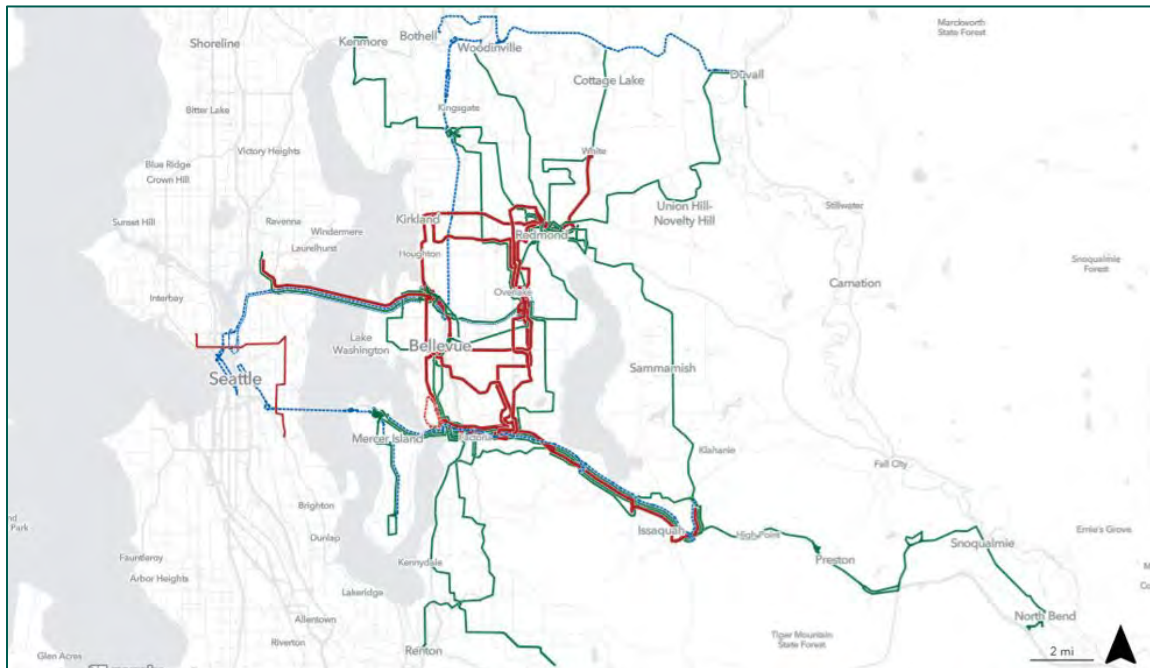 Marckworth
State Forest
Shoreline
Kenmore
Bothell
Woodinville
Duvall
Cottage Lake
Bitter Lake
Kingsgate
Victory Heights
White
Blue Ridge
Crown Hill
Union Hill-
Novelty Hill
Stillwater
Sunset Hill
Ravenna
Windermere
Kirkland
Redmond
Laurelhurst
Houghton
Snoqualmie
Forest
Carnation
Interbay
Overlake
Lake
Washington
Bellevue
Seattle
Sammamish
Mercer Island
Factoria
Klahanie
Fall City
Park
Brighton
Issaquah
High Point
Snoqualmie
Ernie's Grove
Dunlap
Fauntleroy
Arbor Heights
Kennydale
Preston
Lakeridge
Allentown
Riverton
Renton
North Bend
Tiger Mountain
State Forest
Glen Acres
2 mi